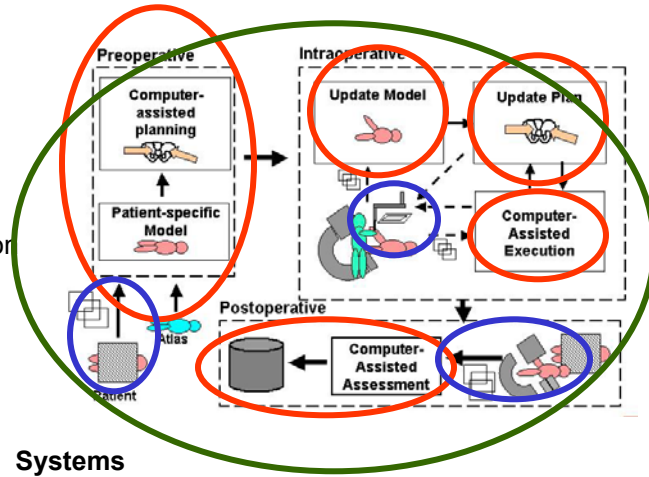 Preoperative
Computer-
assisted
planning
Patient-specific
Model
Atlas
Patient
Intraoperative
Update Model
Update Plan
Computer-
Assisted
Execution
Postoperative
Computer-
Assisted
Assessment
Systems